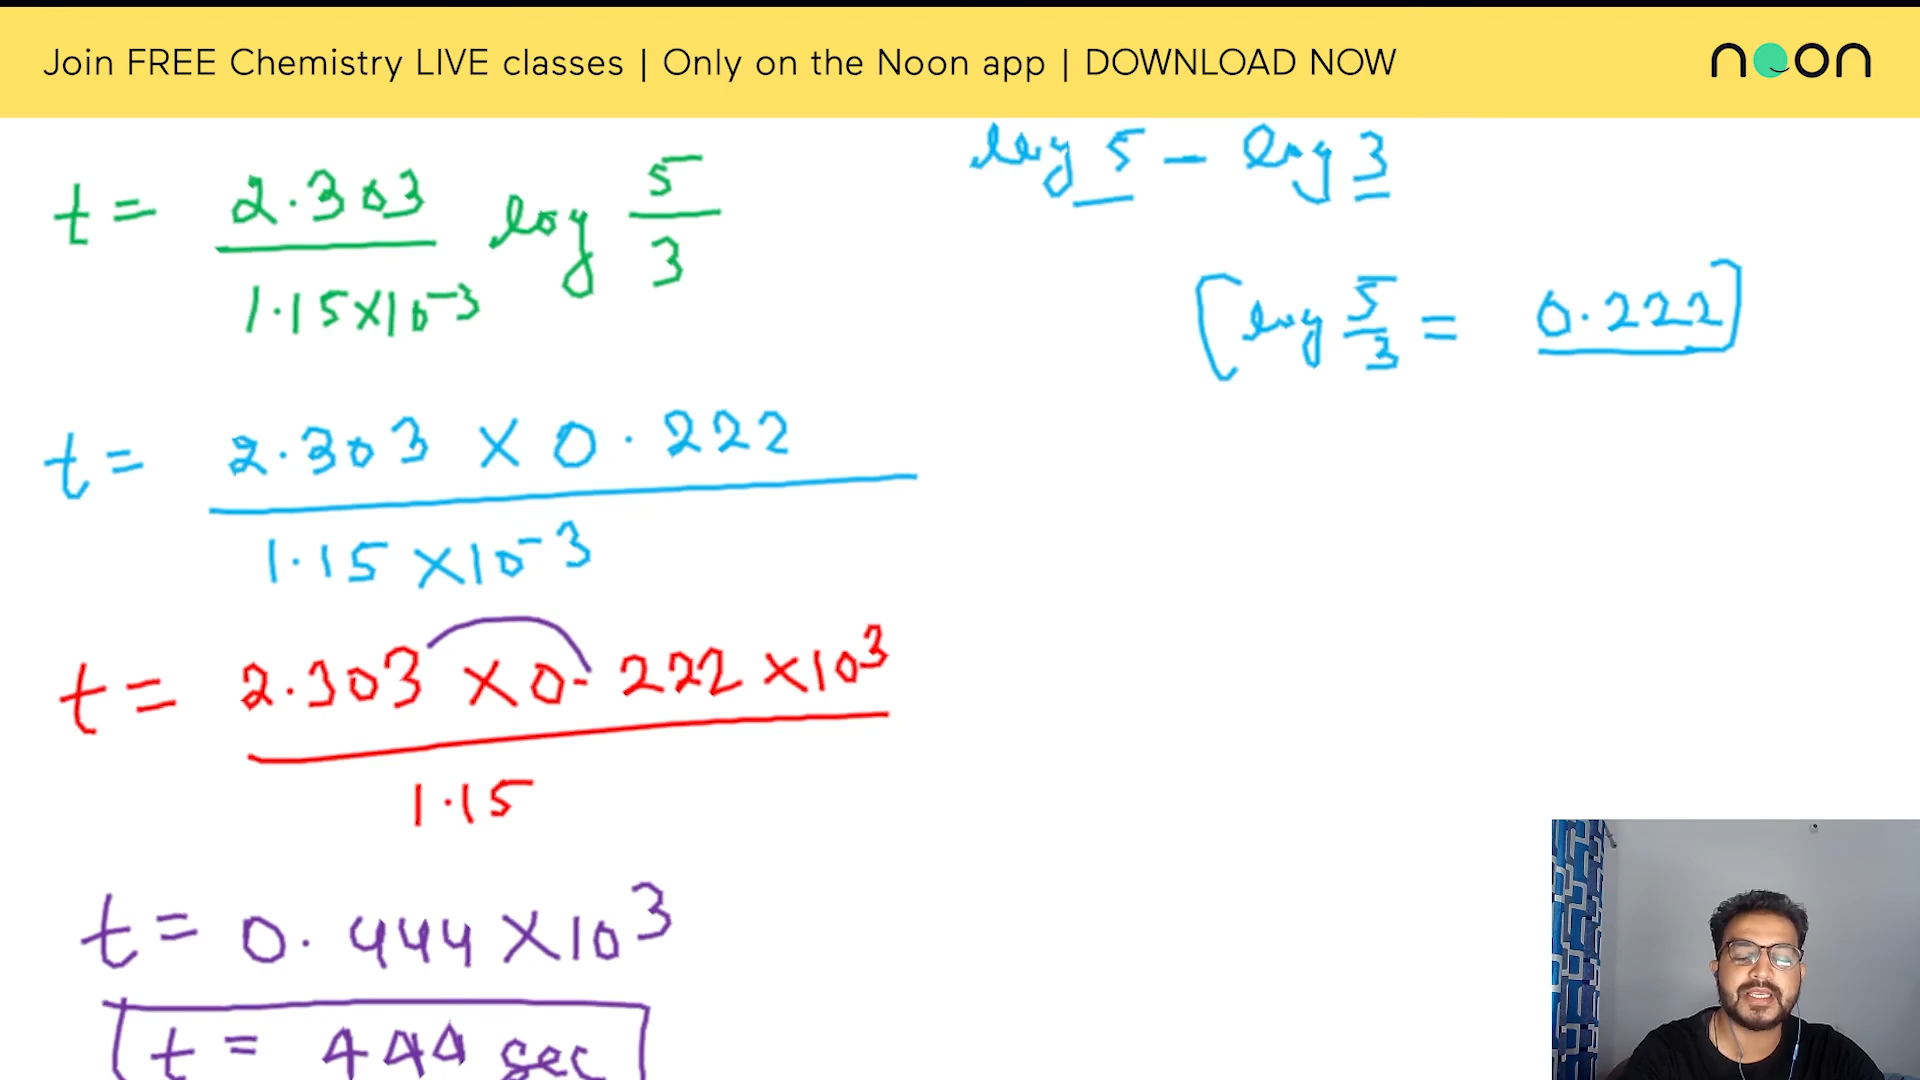 Join FREE Chemistry LIVE classes | Only on the Noon app | DOWNLOAD NOW
noon
t = 2.303 / 1.15×10⁻³ log 5/3
log 5 − log 3
[log 5/3 = 0.222]
t = 2.303 × 0.222 / 1.15×10⁻³
t = 2.303 × 0.222 ×10³ / 1.15
t = 0.444 ×10³
t = 444 sec